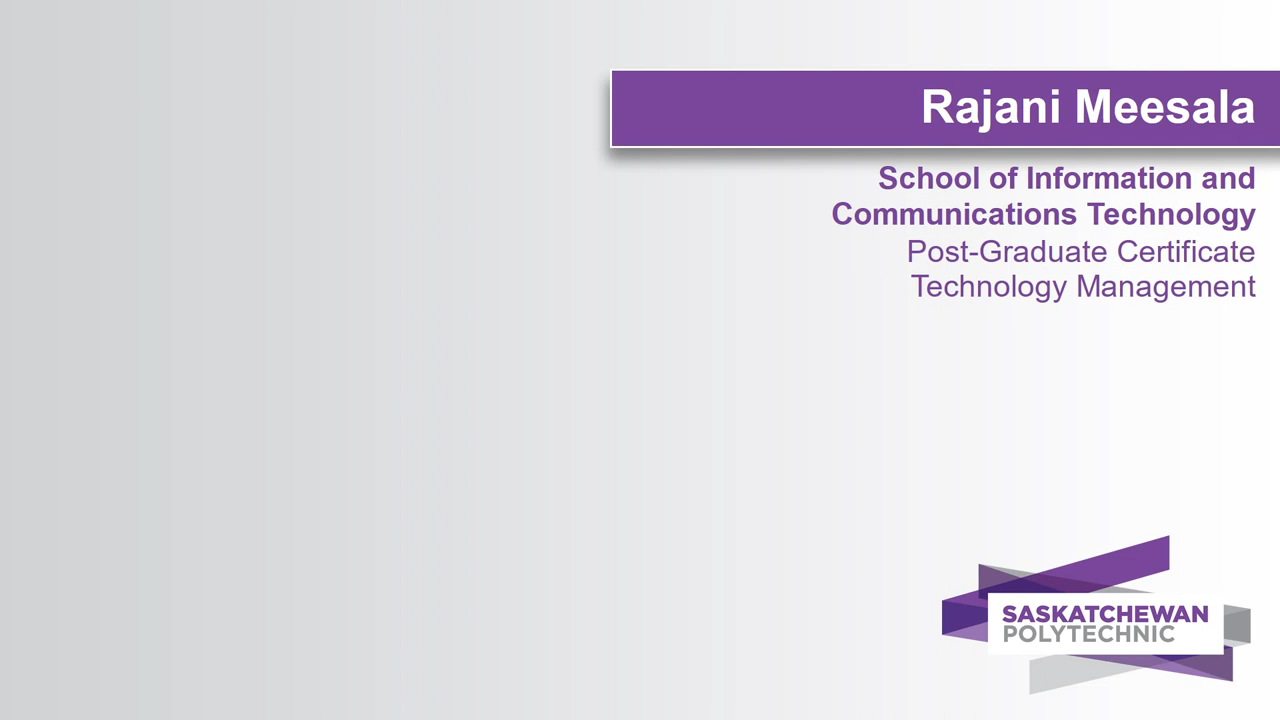 Rajani Meesala
School of Information and
Communications Technology
Post-Graduate Certificate
Technology Management
SASKATCHEWAN
POLYTECHNIC